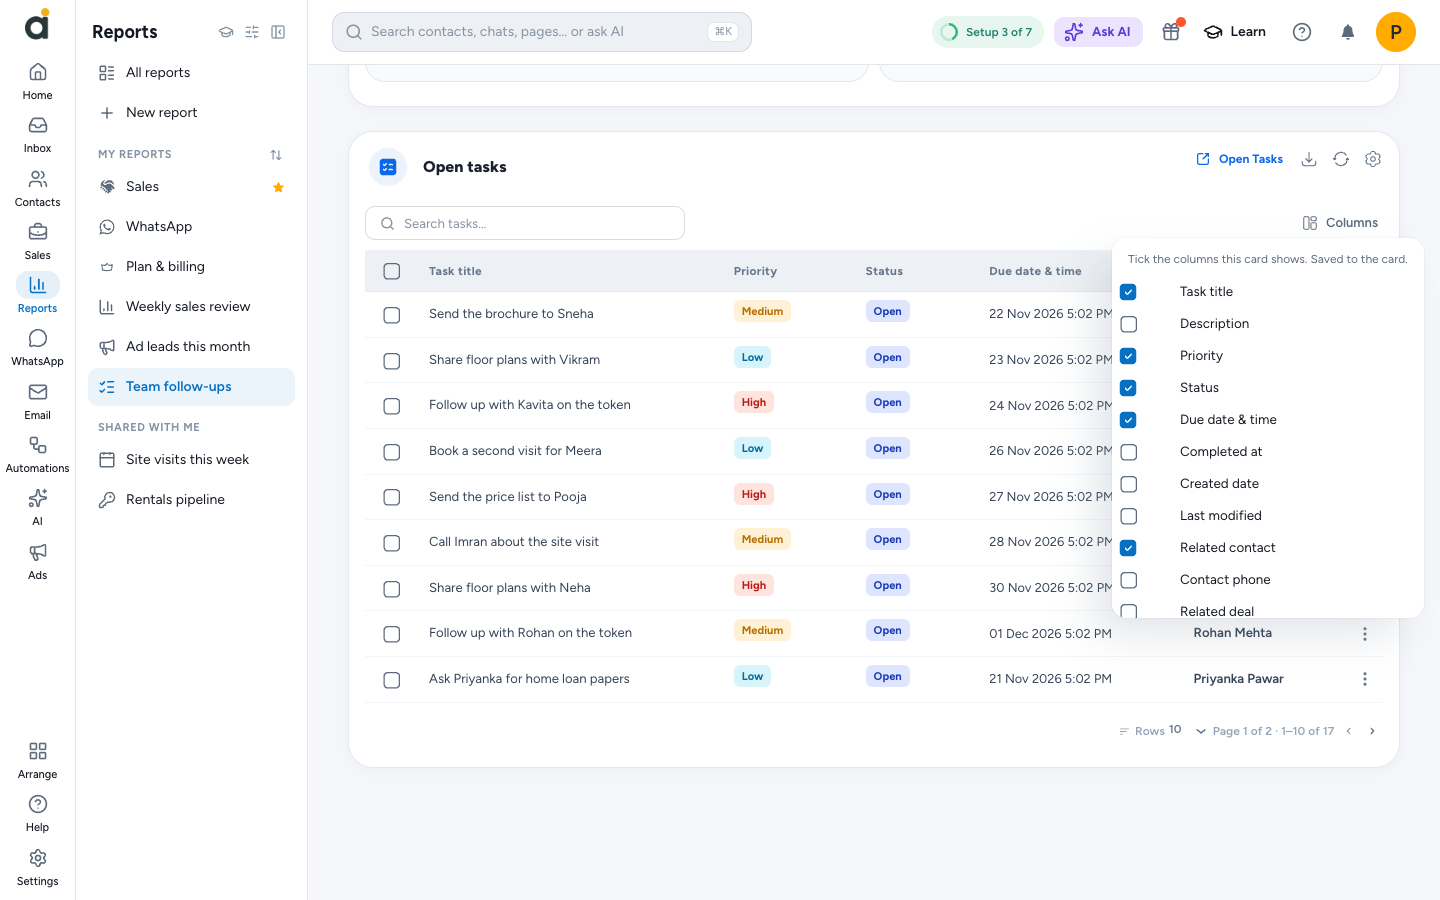 Reports
Search contacts, chats, pages... or ask AI
⌘K
Setup 3 of 7
Ask AI
Learn
P
Home
Inbox
Contacts
Sales
Reports
WhatsApp
Email
Automations
AI
Ads
Arrange
Help
Settings
All reports
New report
MY REPORTS
Sales
WhatsApp
Plan & billing
Weekly sales review
Ad leads this month
Team follow-ups
SHARED WITH ME
Site visits this week
Rentals pipeline
Open tasks
Open Tasks
Search tasks...
Columns
Task title Priority Status Due date & time
Send the brochure to Sneha Medium Open 22 Nov 2026 5:02 PM
Share floor plans with Vikram Low Open 23 Nov 2026 5:02 PM
Follow up with Kavita on the token High Open 24 Nov 2026 5:02 PM
Book a second visit for Meera Low Open 26 Nov 2026 5:02 PM
Send the price list to Pooja High Open 27 Nov 2026 5:02 PM
Call Imran about the site visit Medium Open 28 Nov 2026 5:02 PM
Share floor plans with Neha High Open 30 Nov 2026 5:02 PM
Follow up with Rohan on the token Medium Open 01 Dec 2026 5:02 PM Rohan Mehta
Ask Priyanka for home loan papers Low Open 21 Nov 2026 5:02 PM Priyanka Pawar
Rows 10 Page 1 of 2 · 1–10 of 17
Tick the columns this card shows. Saved to the card.
Task title
Description
Priority
Status
Due date & time
Completed at
Created date
Last modified
Related contact
Contact phone
Related deal